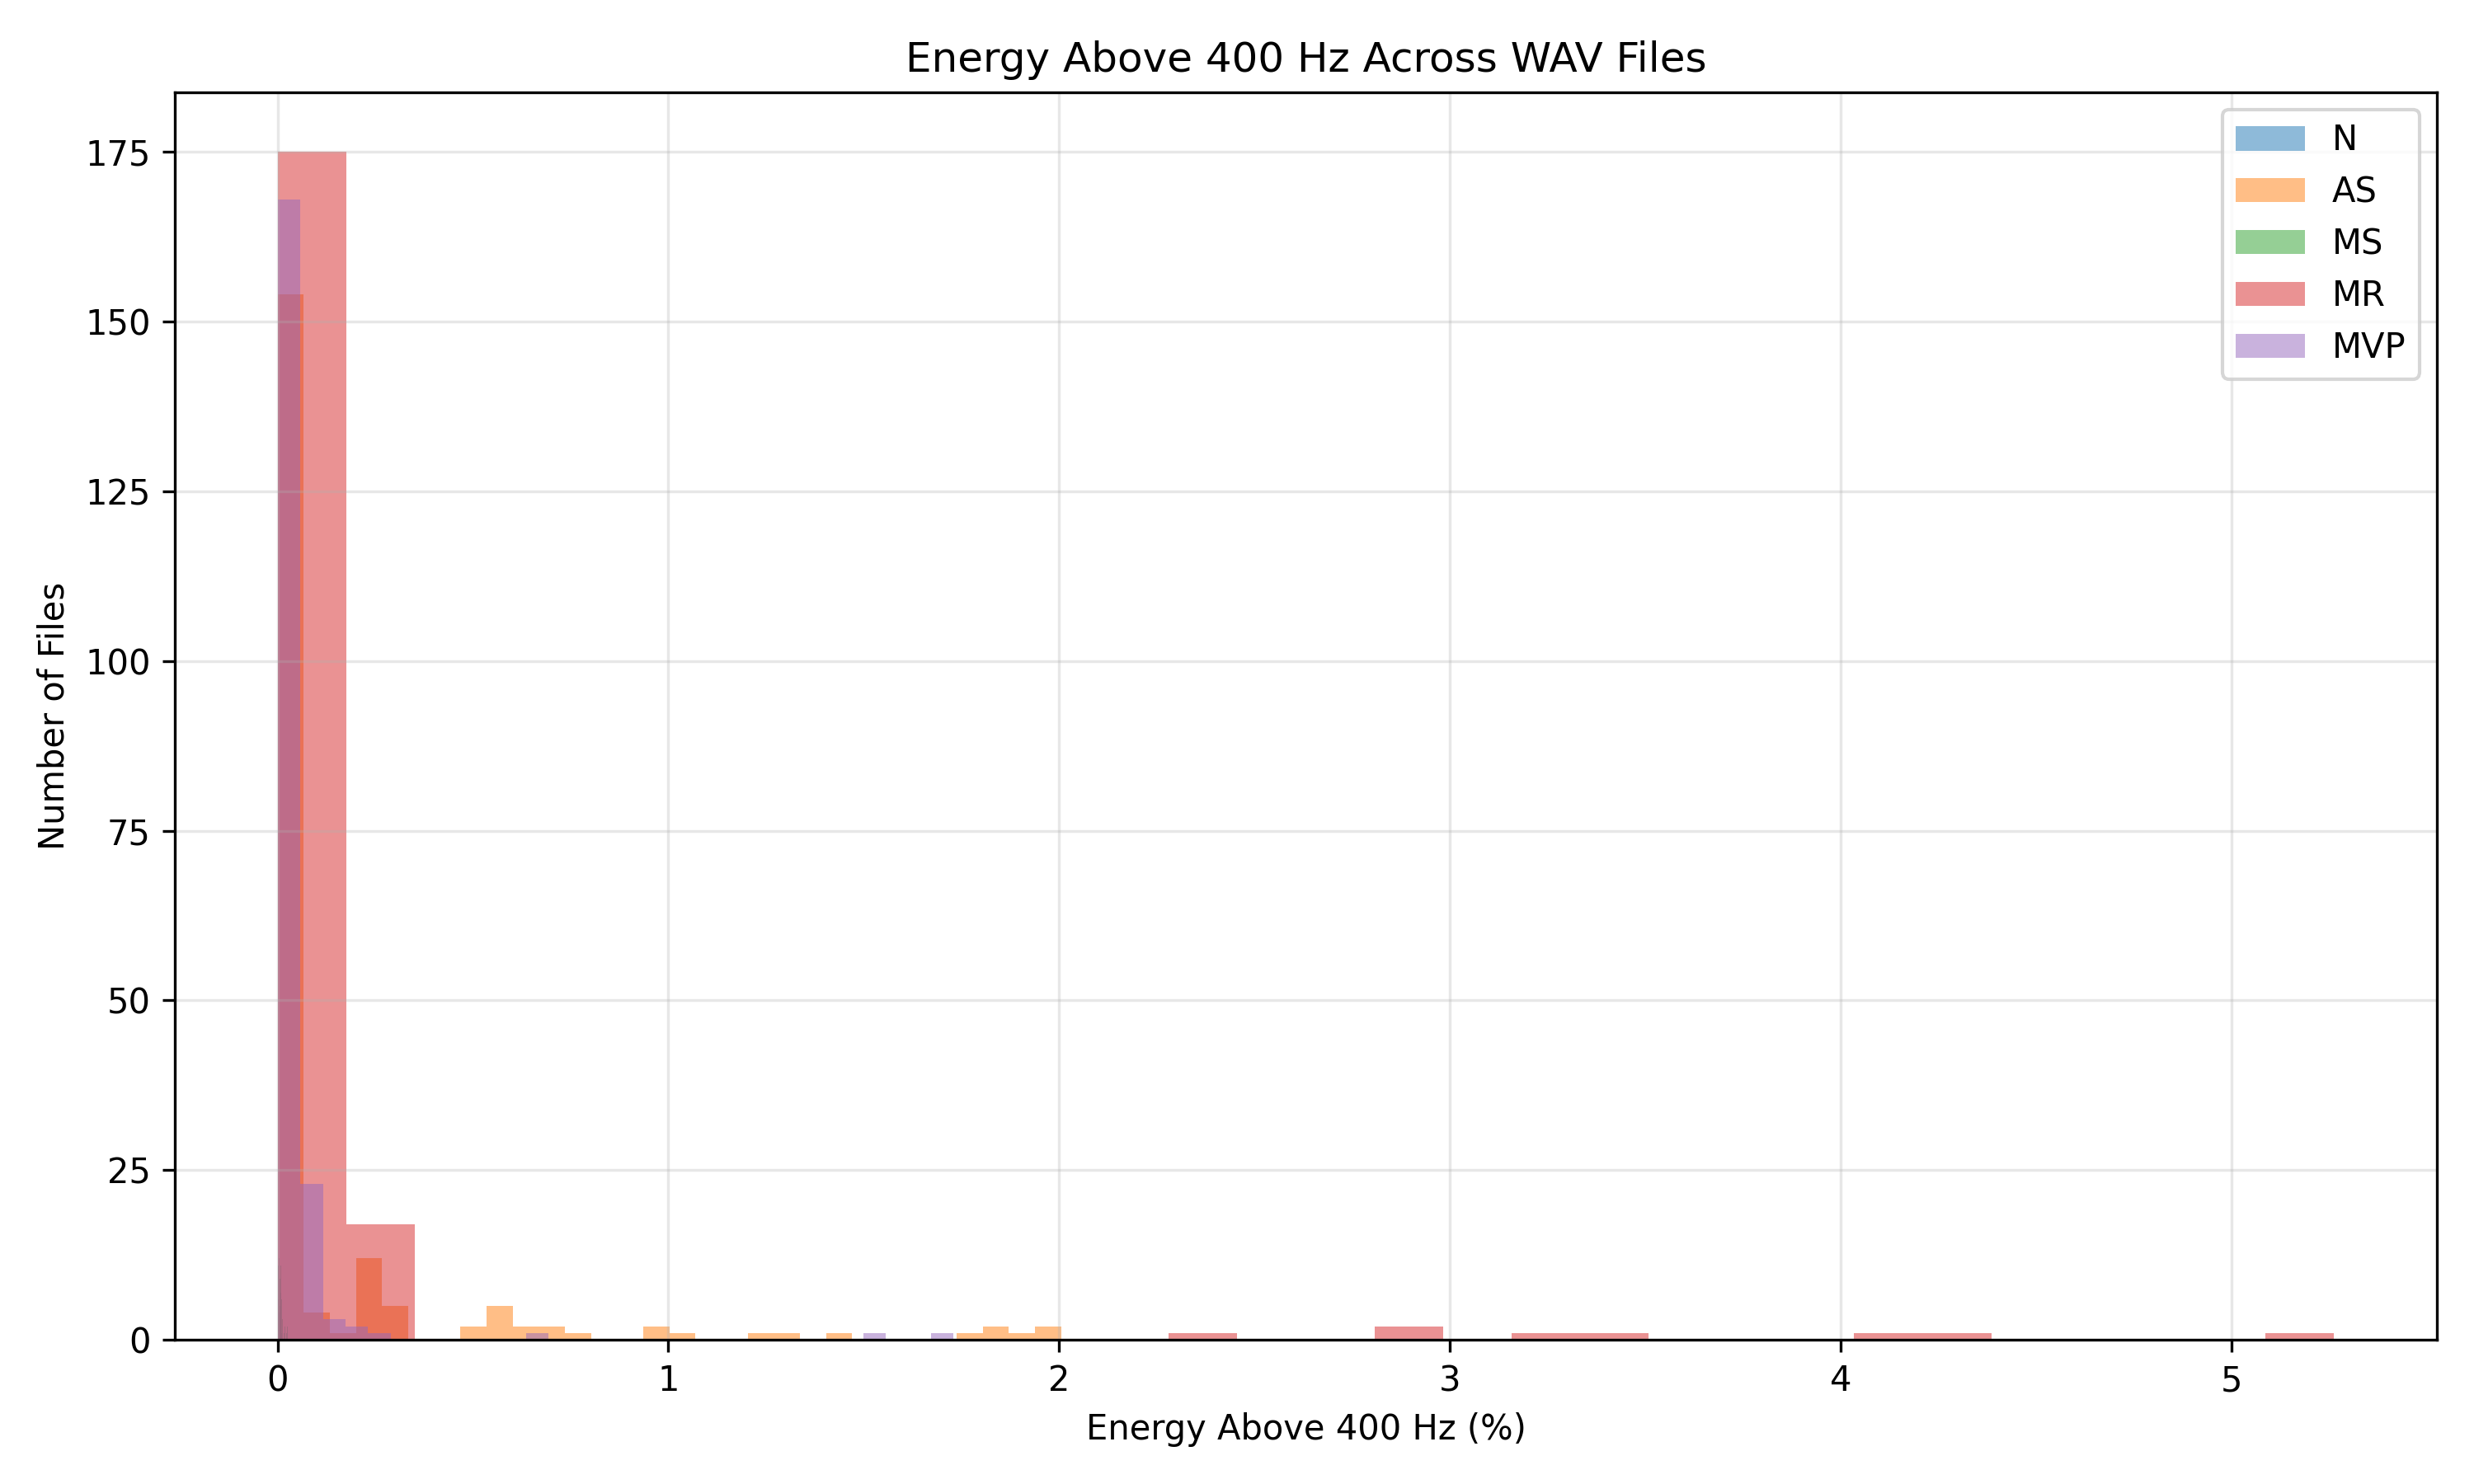 Energy Above 400 Hz Across WAV Files
N
AS
MS
MR
MVP
175
150
125
100
75
50
25
0
Number of Files
0 1 2 3 4 5
Energy Above 400 Hz (%)